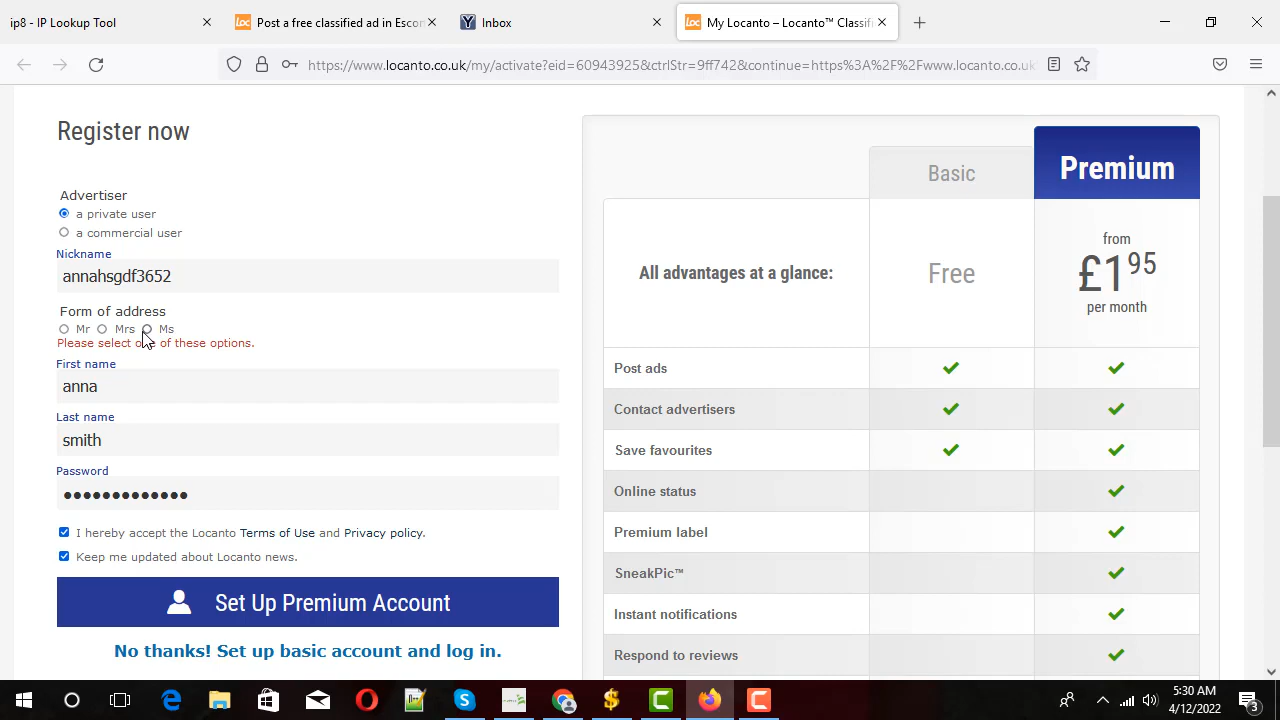 ip8 - IP Lookup Tool
Post a free classified ad in Escor
Inbox
My Locanto – Locanto™ Classifi
https://www.locanto.co.uk/my/activate?eid=60943925&ctrlStr=9ff742&continue=https%3A%2F%2Fwww.locanto.co.uk
Register now
Advertiser
a private user
a commercial user
Nickname
annahsgdf3652
Form of address
Mr Mrs Ms
Please select one of these options.
First name
anna
Last name
smith
Password
I hereby accept the Locanto Terms of Use and Privacy policy.
Keep me updated about Locanto news.
Set Up Premium Account
No thanks! Set up basic account and log in.
Basic
Premium
All advantages at a glance:
Free
from
£1 95
per month
Post ads
Contact advertisers
Save favourites
Online status
Premium label
SneakPic™
Instant notifications
Respond to reviews
5:30 AM
4/12/2022
3